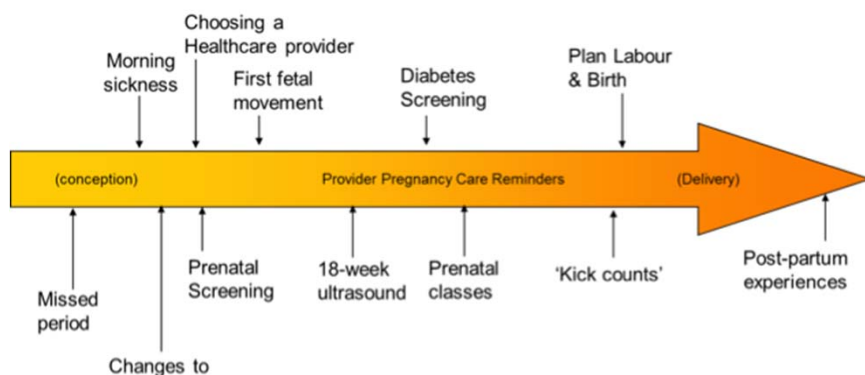 Choosing a
Healthcare provider
Morning
sickness
First fetal
movement
Diabetes
Screening
Plan Labour
& Birth
(conception)
Provider Pregnancy Care Reminders
(Delivery)
Missed
period
Changes to
Prenatal
Screening
18-week
ultrasound
Prenatal
classes
‘Kick counts’
Post-partum
experiences